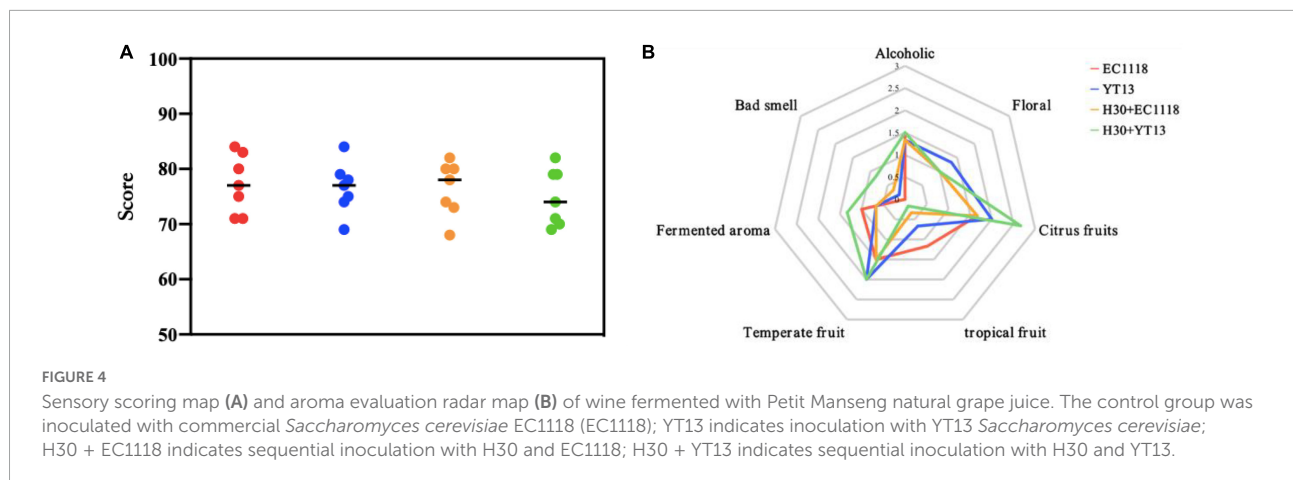 A
100
90
80
70
60
50
Score
B
Alcoholic
3
2.5
2
1.5
1
0.5
0
Floral
Citrus fruits
tropical fruit
Temperate fruit
Fermented aroma
Bad smell
EC1118
YT13
H30+EC1118
H30+YT13
FIGURE 4
Sensory scoring map (A) and aroma evaluation radar map (B) of wine fermented with Petit Manseng natural grape juice. The control group was
inoculated with commercial Saccharomyces cerevisiae EC1118 (EC1118); YT13 indicates inoculation with YT13 Saccharomyces cerevisiae;
H30 + EC1118 indicates sequential inoculation with H30 and EC1118; H30 + YT13 indicates sequential inoculation with H30 and YT13.